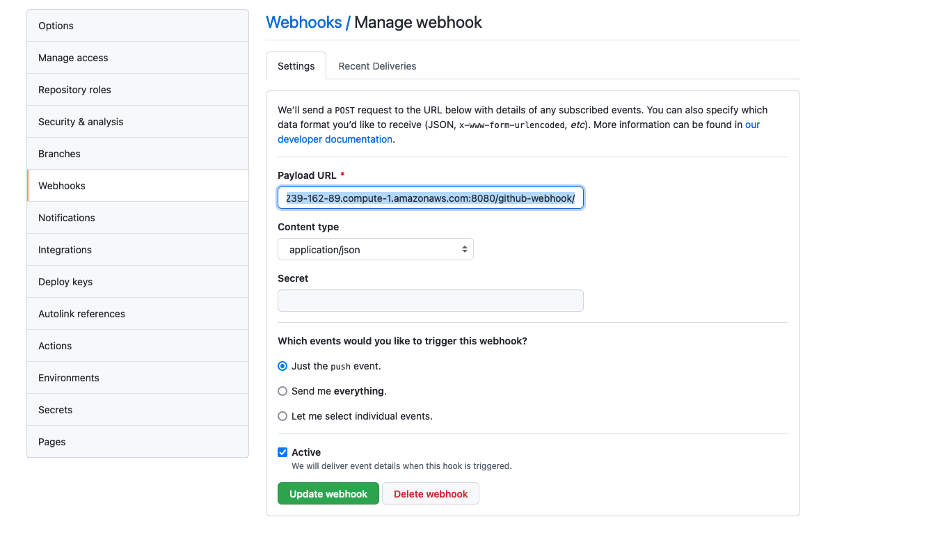 Options
Manage access
Repository roles
Security & analysis
Branches
Webhooks
Notifications
Integrations
Deploy keys
Autolink references
Actions
Environments
Secrets
Pages
Webhooks / Manage webhook
Settings
Recent Deliveries
We'll send a POST request to the URL below with details of any subscribed events. You can also specify which
data format you'd like to receive (JSON, x-www-form-urlencoded, etc). More information can be found in our
developer documentation.
Payload URL *
239-162-89.compute-1.amazonaws.com:8080/github-webhook/
Content type
application/json
Secret
Which events would you like to trigger this webhook?
Just the push event.
Send me everything.
Let me select individual events.
Active
We will deliver event details when this hook is triggered.
Update webhook
Delete webhook